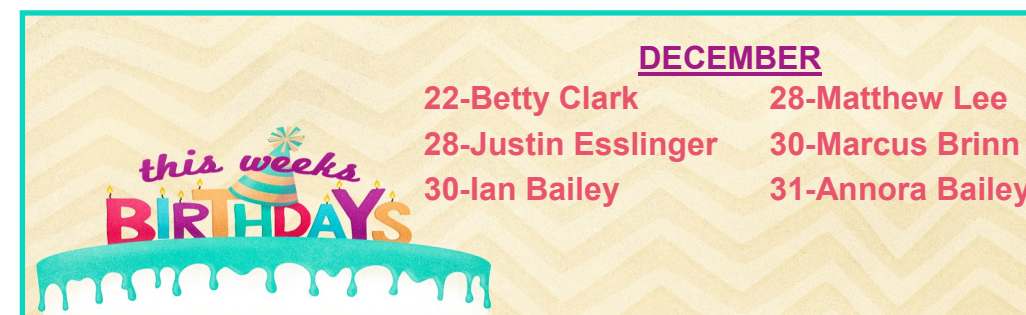 DECEMBER
22-Betty Clark 28-Matthew Lee
28-Justin Esslinger 30-Marcus Brinn
30-Ian Bailey 31-Annora Bailey
this weeks
BIRTHDAYS